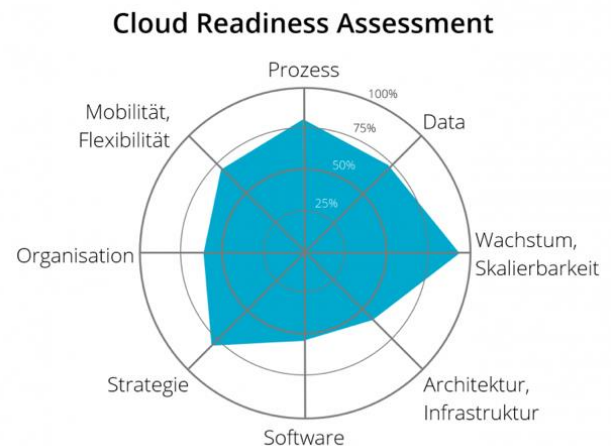 Cloud Readiness Assessment
Prozess
100%
Mobilität,
Flexibilität
Data
75%
50%
25%
Organisation
Wachstum,
Skalierbarkeit
Strategie
Architektur,
Infrastruktur
Software